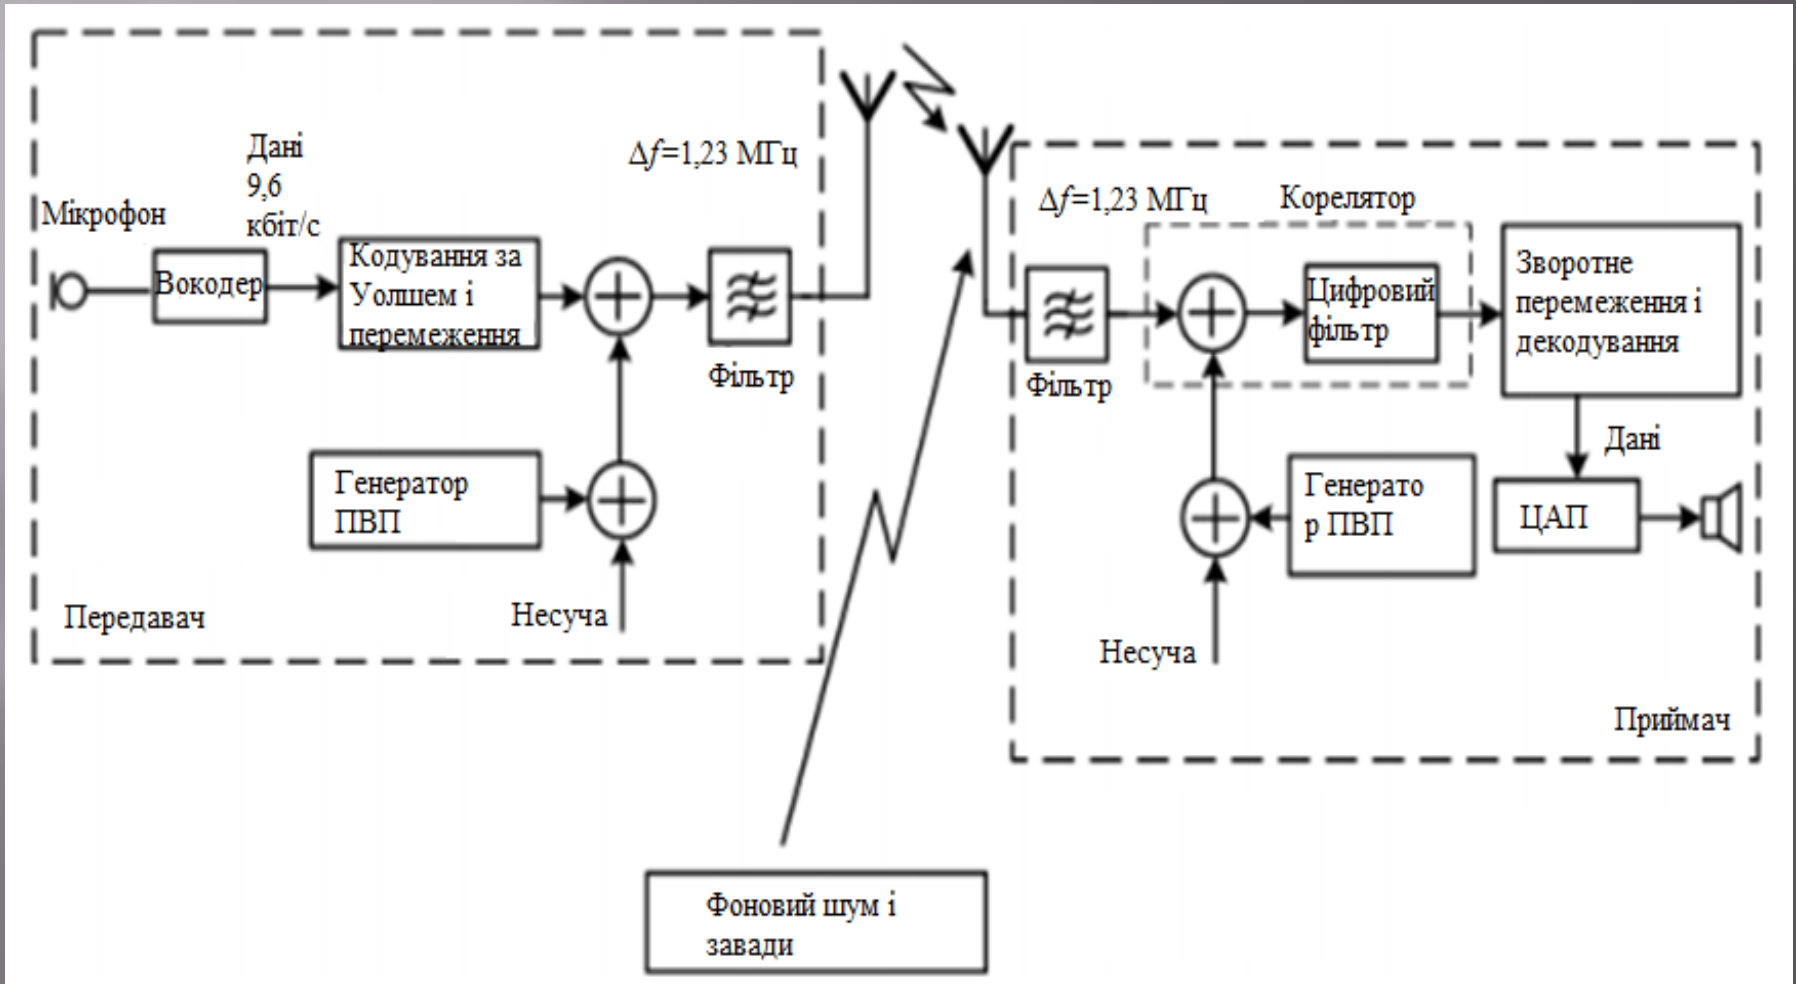 Дані
9,6
кбіт/с
Δf=1,23 МГц
Мікрофон
Вокодер
Кодування за
Уолшем і
перемеження
Фільтр
Генератор
ПВП
Несуча
Передавач
Δf=1,23 МГц
Корелятор
Фільтр
Цифровий
фільтр
Зворотне
перемеження і
декодування
Дані
Генерато
р ПВП
ЦАП
Несуча
Приймач
Фоновий шум і
завади